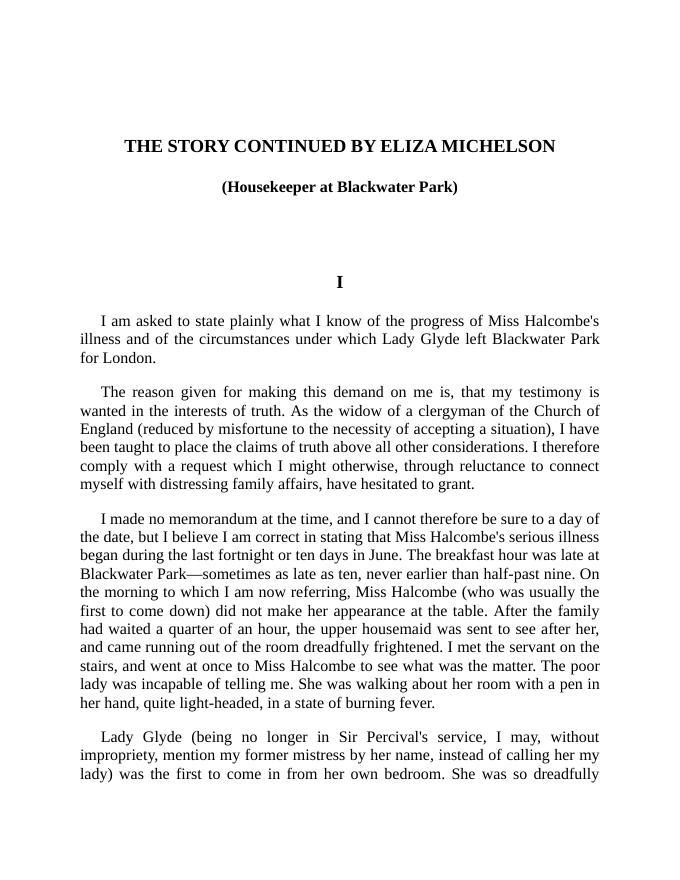 THE STORY CONTINUED BY ELIZA MICHELSON
(Housekeeper at Blackwater Park)
I
I am asked to state plainly what I know of the progress of Miss Halcombe's
illness and of the circumstances under which Lady Glyde left Blackwater Park
for London.
The reason given for making this demand on me is, that my testimony is
wanted in the interests of truth. As the widow of a clergyman of the Church of
England (reduced by misfortune to the necessity of accepting a situation), I have
been taught to place the claims of truth above all other considerations. I therefore
comply with a request which I might otherwise, through reluctance to connect
myself with distressing family affairs, have hesitated to grant.
I made no memorandum at the time, and I cannot therefore be sure to a day of
the date, but I believe I am correct in stating that Miss Halcombe's serious illness
began during the last fortnight or ten days in June. The breakfast hour was late at
Blackwater Park—sometimes as late as ten, never earlier than half-past nine. On
the morning to which I am now referring, Miss Halcombe (who was usually the
first to come down) did not make her appearance at the table. After the family
had waited a quarter of an hour, the upper housemaid was sent to see after her,
and came running out of the room dreadfully frightened. I met the servant on the
stairs, and went at once to Miss Halcombe to see what was the matter. The poor
lady was incapable of telling me. She was walking about her room with a pen in
her hand, quite light-headed, in a state of burning fever.
Lady Glyde (being no longer in Sir Percival's service, I may, without
impropriety, mention my former mistress by her name, instead of calling her my
lady) was the first to come in from her own bedroom. She was so dreadfully